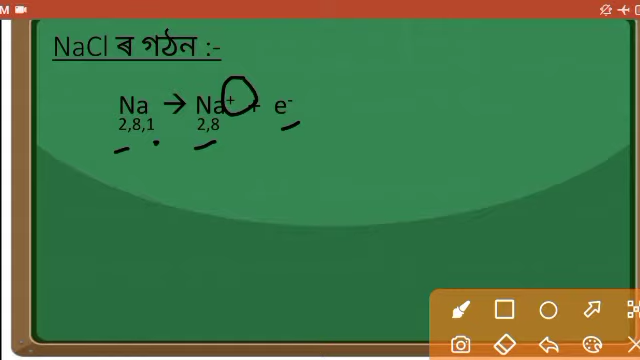 M
NaCl ৰ গঠন :-
Na → Na⁺ + e⁻
2,8,1 2,8